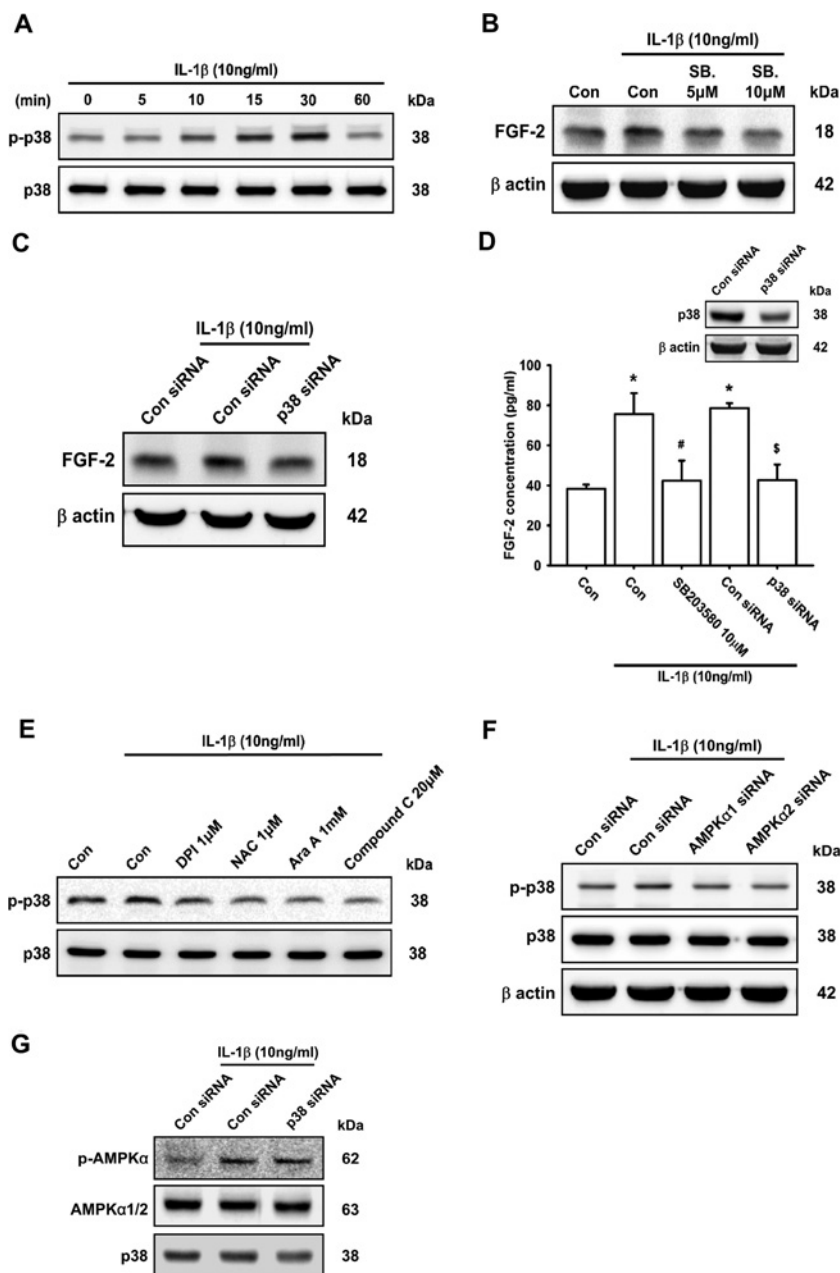 A
IL-1β (10ng/ml)
(min) 0 5 10 15 30 60 kDa
p-p38 38
p38 38
B
IL-1β (10ng/ml)
Con Con SB. 5μM SB. 10μM kDa
FGF-2 18
β actin 42
C
IL-1β (10ng/ml)
Con siRNA Con siRNA p38 siRNA kDa
FGF-2 18
β actin 42
D
Con siRNA p38 siRNA kDa
p38 38
β actin 42
FGF-2 concentration (pg/ml)
100
80
60
40
20
0
* # * $
Con Con SB203580 10μM Con siRNA p38 siRNA
IL-1β (10ng/ml)
E
IL-1β (10ng/ml)
Con Con DPI 1μM NAC 1μM Ara A 1mM Compound C 20μM kDa
p-p38 38
p38 38
F
IL-1β (10ng/ml)
Con siRNA Con siRNA AMPKα1 siRNA AMPKα2 siRNA kDa
p-p38 38
p38 38
β actin 42
G
IL-1β (10ng/ml)
Con siRNA Con siRNA p38 siRNA kDa
p-AMPKα 62
AMPKα1/2 63
p38 38